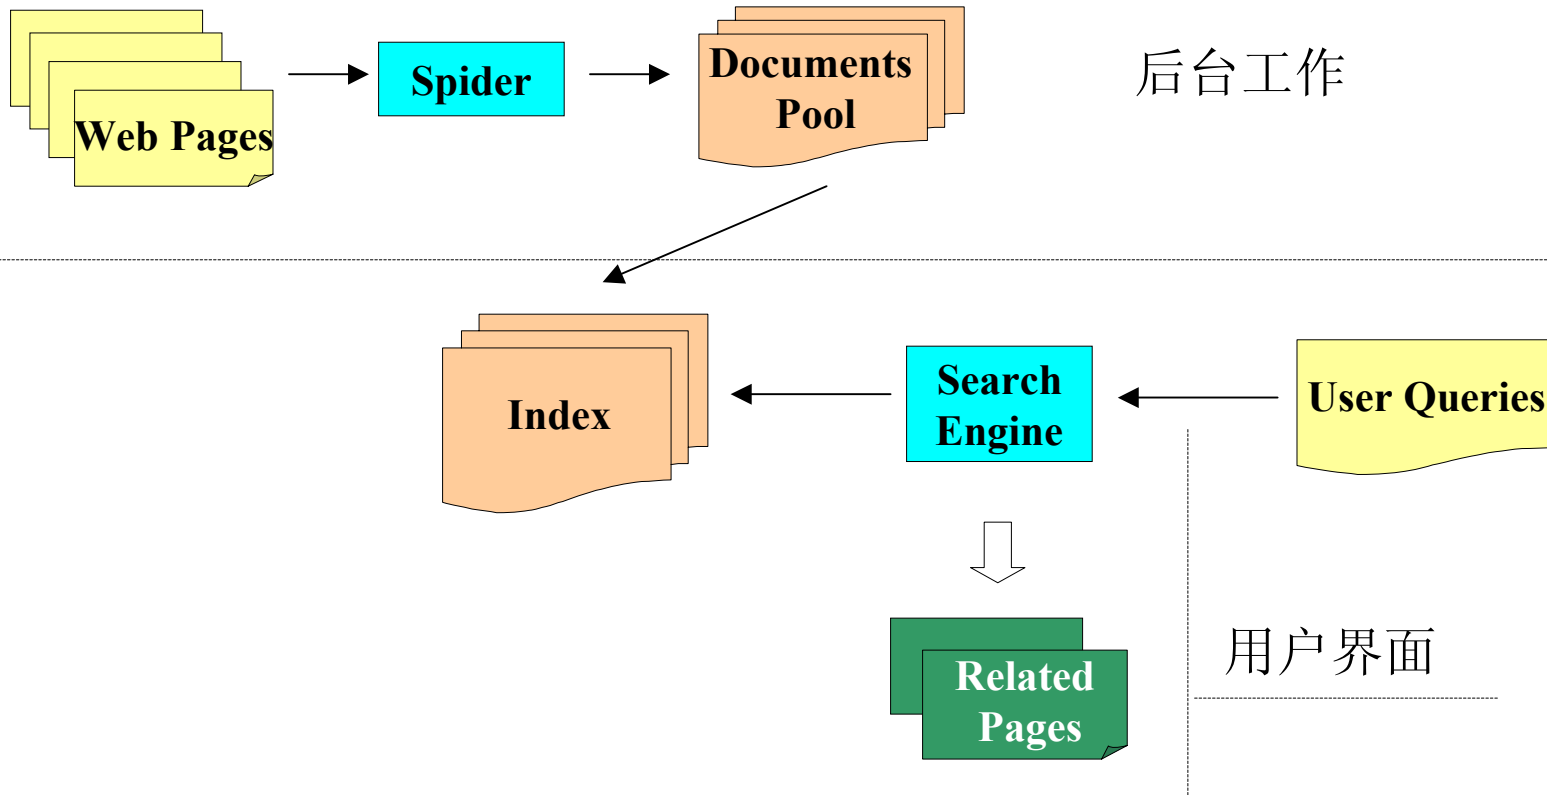 Web Pages
Spider
Documents
Pool
后台工作
Index
Search
Engine
User Queries
Related
Pages
用户界面